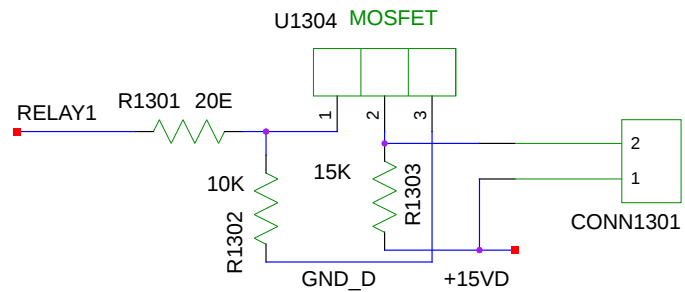 U1304 MOSFET
RELAY1
R1301 20E
1
2
3
10K
R1302
15K
R1303
2
1
CONN1301
GND_D
+15VD